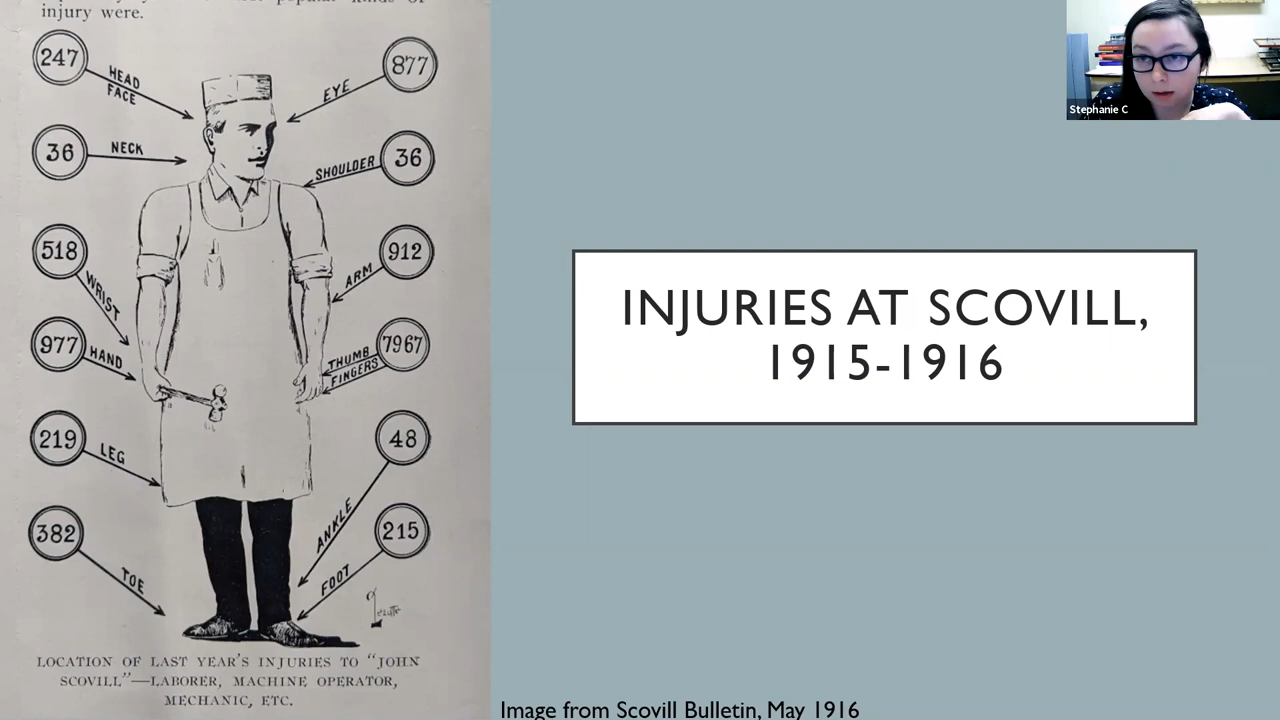 injury were.
247
HEAD
FACE
877
EYE
36
NECK
36
SHOULDER
518
WRIST
912
ARM
977
HAND
7967
THUMB
FINGERS
219
LEG
48
ANKLE
382
TOE
215
FOOT
LOCATION OF LAST YEAR'S INJURIES TO "JOHN
SCOVILL"—LABORER, MACHINE OPERATOR,
MECHANIC, ETC.
INJURIES AT SCOVILL,
1915-1916
Image from Scovill Bulletin, May 1916
Stephanie C